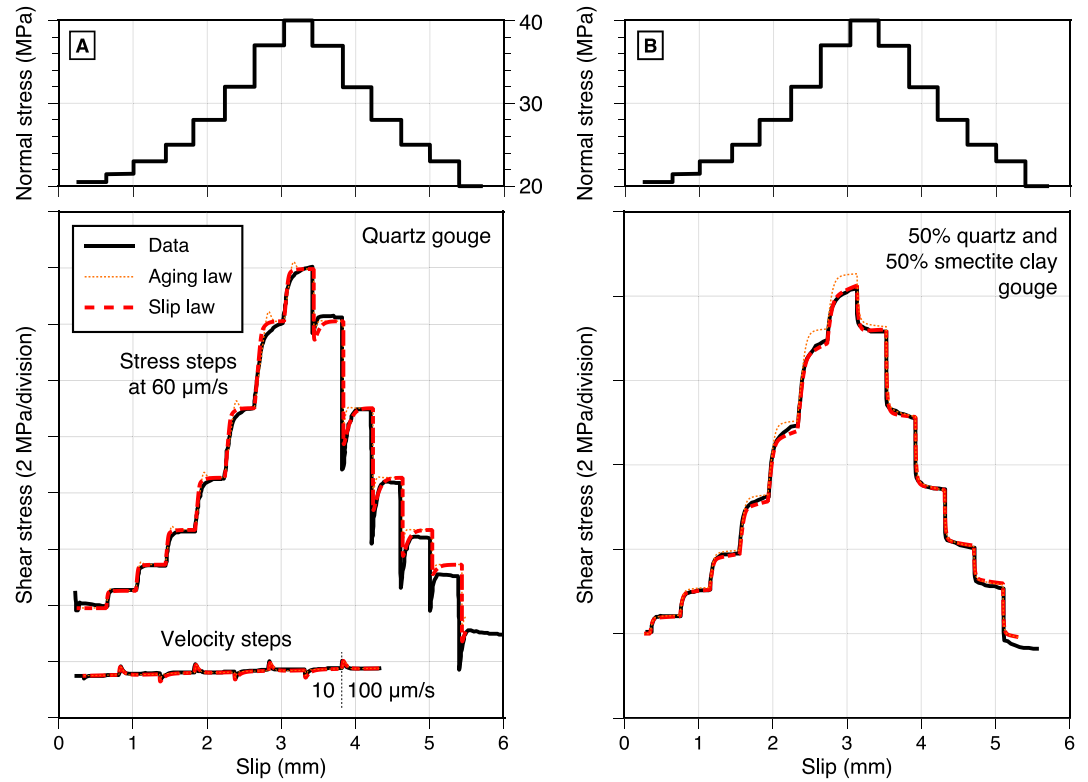 A
Normal stress (MPa)
40
30
20
B
Normal stress (MPa)
Data
Aging law
Slip law
Quartz gouge
Stress steps
at 60 µm/s
Velocity steps
10 100 µm/s
Shear stress (2 MPa/division)
0 1 2 3 4 5 6
Slip (mm)
50% quartz and
50% smectite clay
gouge
Shear stress (2 MPa/division)
0 1 2 3 4 5 6
Slip (mm)